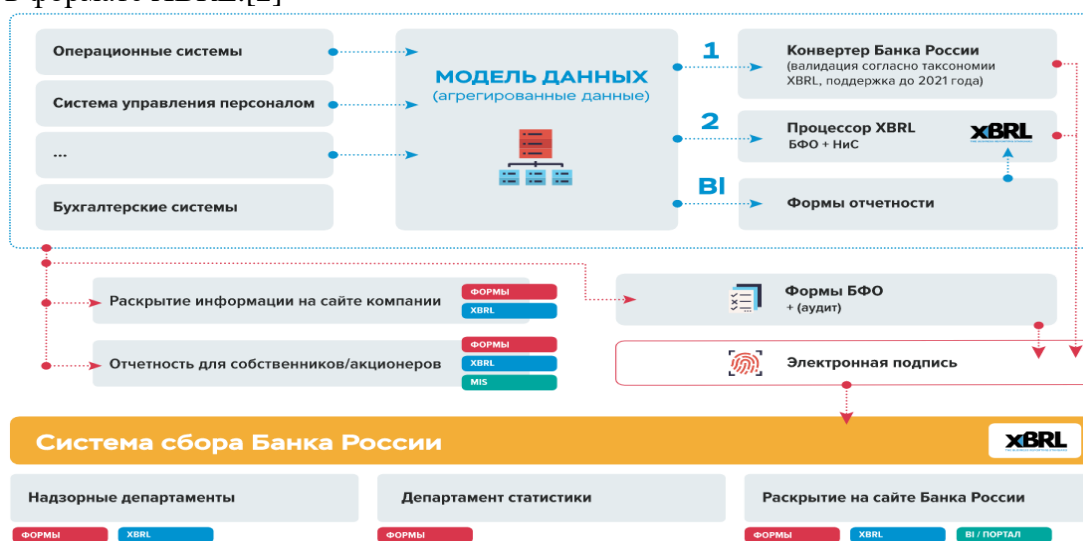 в формате XBRL.[2]
Операционные системы
Система управления персоналом
...
Бухгалтерские системы
МОДЕЛЬ ДАННЫХ
(агрегированные данные)
1
Конвертер Банка России
(валидация согласно таксономии
XBRL, поддержка до 2021 года)
2
Процессор XBRL
БФО + НиС
XBRL
BI
Формы отчетности
Раскрытие информации на сайте компании
ФОРМЫ
XBRL
Отчетность для собственников/акционеров
ФОРМЫ
XBRL
MIS
Формы БФО
+ (аудит)
Электронная подпись
Система сбора Банка России
XBRL
Надзорные департаменты
ФОРМЫ
XBRL
Департамент статистики
ФОРМЫ
Раскрытие на сайте Банка России
ФОРМЫ
XBRL
BI / ПОРТАЛ